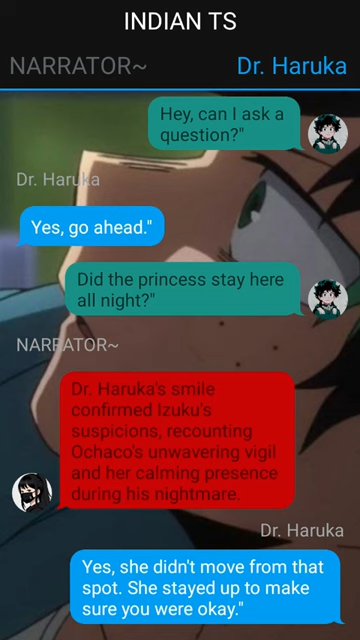 INDIAN TS
NARRATOR~ Dr. Haruka
Hey, can I ask a
question?"
Dr. Haruka
Yes, go ahead."
Did the princess stay here
all night?"
NARRATOR~
Dr. Haruka's smile
confirmed Izuku's
suspicions, recounting
Ochaco's unwavering vigil
and her calming presence
during his nightmare.
Dr. Haruka
Yes, she didn't move from that
spot. She stayed up to make
sure you were okay."